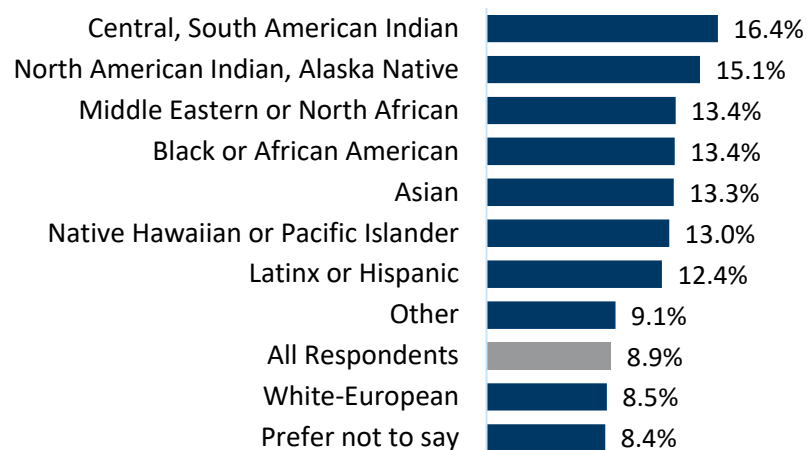 Central, South American Indian 16.4%
North American Indian, Alaska Native 15.1%
Middle Eastern or North African 13.4%
Black or African American 13.4%
Asian 13.3%
Native Hawaiian or Pacific Islander 13.0%
Latinx or Hispanic 12.4%
Other 9.1%
All Respondents 8.9%
White-European 8.5%
Prefer not to say 8.4%